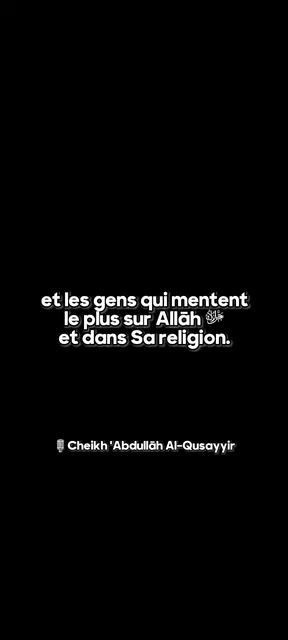 et les gens qui mentent
le plus sur Allāh ﷻ
et dans Sa religion.
🎙️Cheikh 'Abdullāh Al-Qusayyir